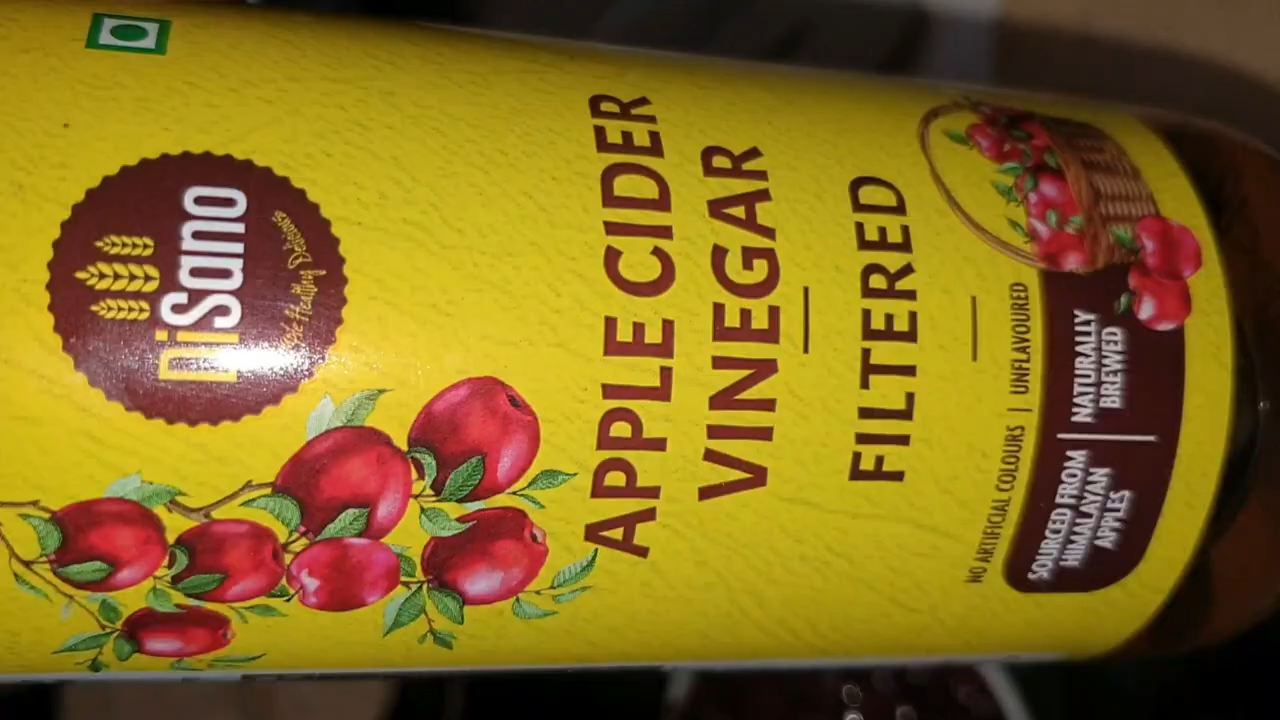 DiSano
APPLE CIDER
VINEGAR
FILTERED
NO ARTIFICIAL COLOURS | UNFLAVOURED
SOURCED FROM
HIMALAYAN
APPLES
NATURALLY
BREWED